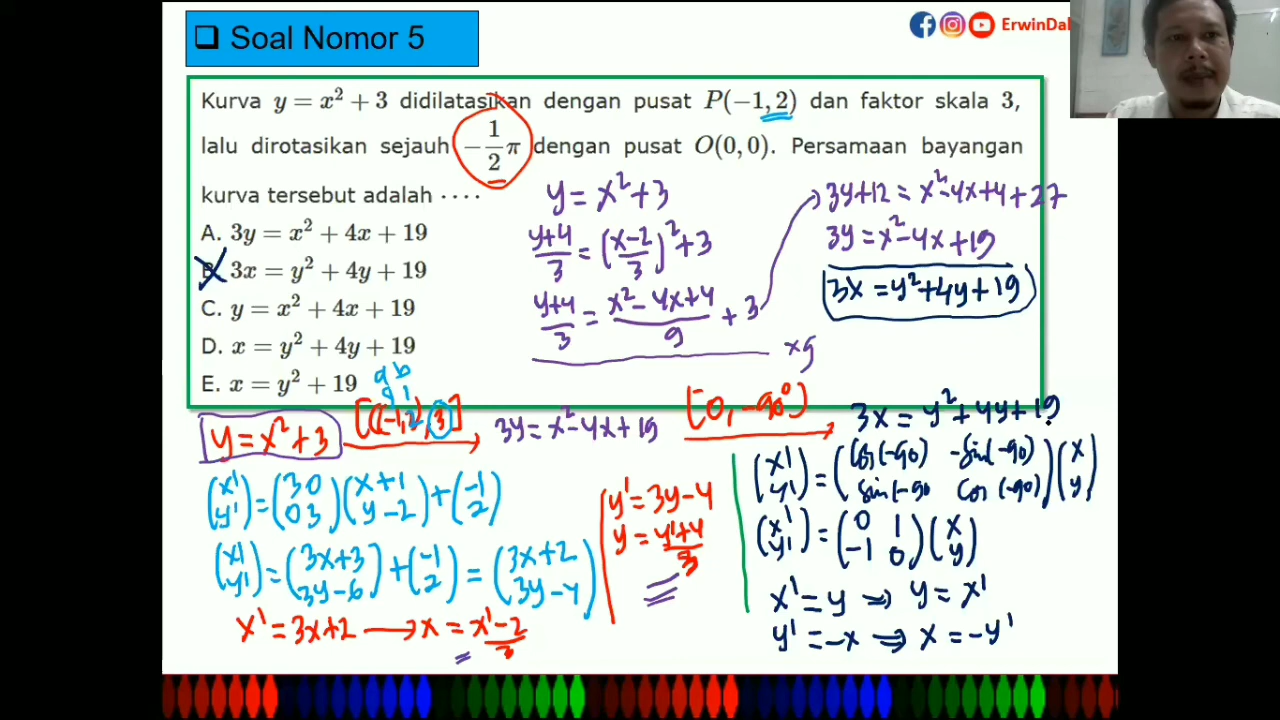 ❑ Soal Nomor 5
ErwinDal
Kurva y = x² + 3 didilatasikan dengan pusat P(−1, 2) dan faktor skala 3,
lalu dirotasikan sejauh −1/2 π dengan pusat O(0, 0). Persamaan bayangan
kurva tersebut adalah ····
A. 3y = x² + 4x + 19
B. 3x = y² + 4y + 19
C. y = x² + 4x + 19
D. x = y² + 4y + 19
E. x = y² + 19
y = x² + 3
(y+4)/3 = ((x−2)/3)² + 3
(y+4)/3 = (x² − 4x + 4)/9 + 3
×9
3y+12 = x² − 4x + 4 + 27
3y = x² − 4x + 19
3x = y² + 4y + 19
a b
y = x² + 3
[(−1, 2), 3]
3y = x² − 4x + 19
[0, −90°]
3x = y² + 4y + 19
(x' y') = (3 0 0 3) (x+1 y−2) + (−1 2)
(x' y') = (3x+3 3y−6) + (−1 2) = (3x+2 3y−4)
x' = 3x+2 → x = (x'−2)/3
y' = 3y−4
y = (y'+4)/3
(x' y') = (cos(−90) −sin(−90) sin(−90 cos(−90)) (x y)
(x' y') = (0 1 −1 0) (x y)
x' = y ⇒ y = x'
y' = −x ⇒ x = −y'